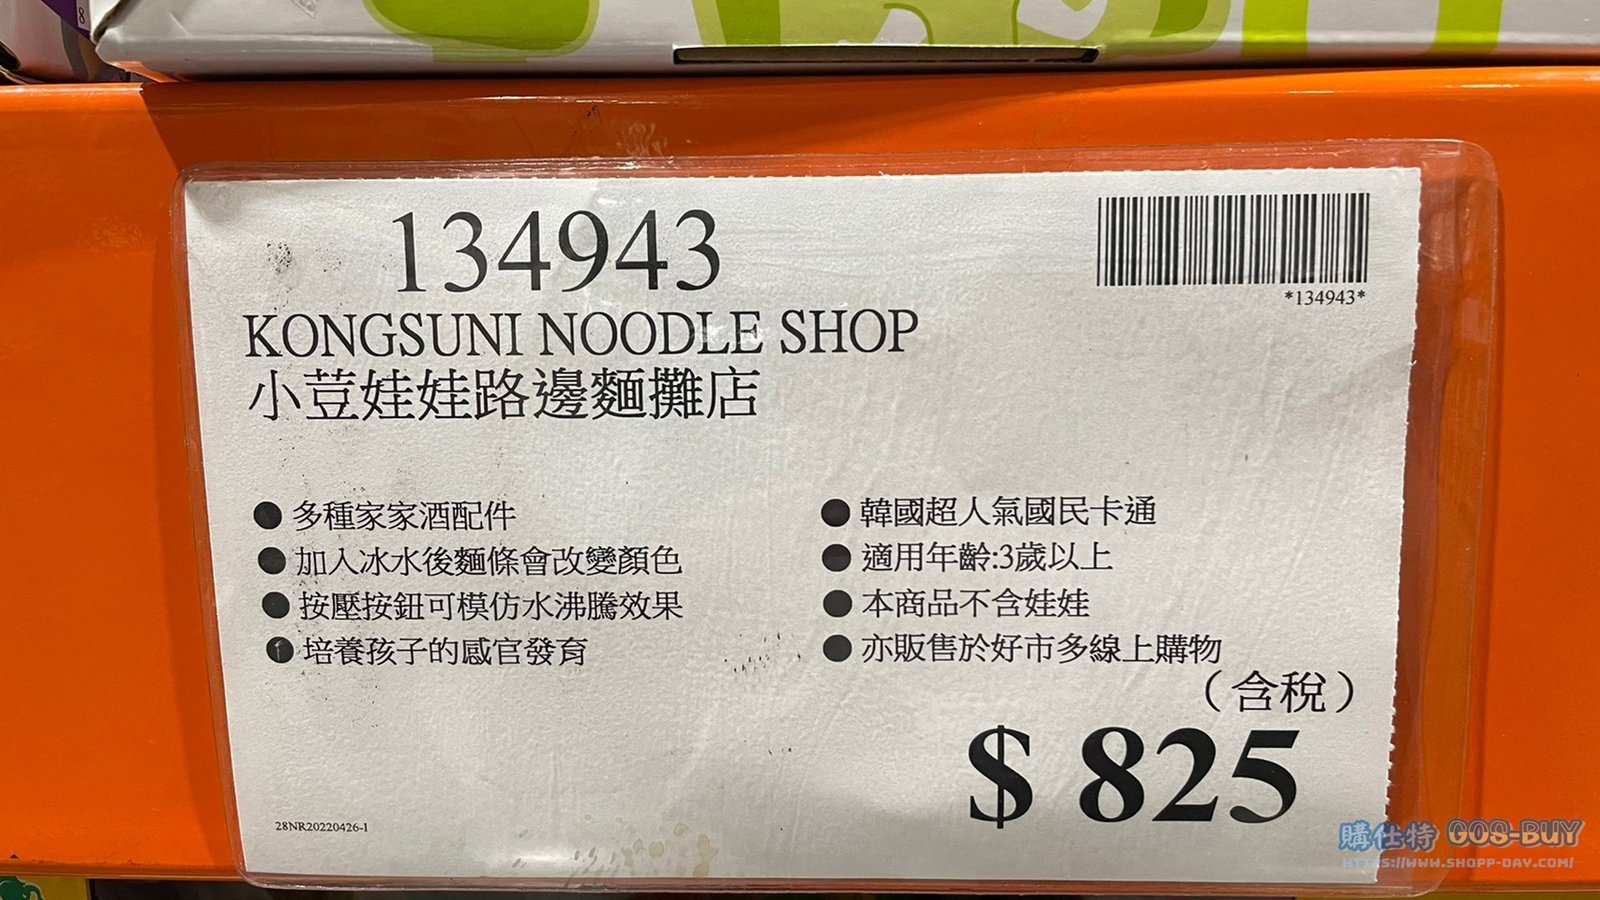 8
134943
*134943*
KONGSUNI NOODLE SHOP
小荳娃娃路邊麵攤店
● 多種家家酒配件
● 加入冰水後麵條會改變顏色
● 按壓按鈕可模仿水沸騰效果
● 培養孩子的感官發育
● 韓國超人氣國民卡通
● 適用年齡:3歲以上
● 本商品不含娃娃
● 亦販售於好市多線上購物
（含稅）
$ 825
28NR20220426-1
購仕特 GOS-BUY
HTTPS://WWW.SHOPP-DAY.COM/